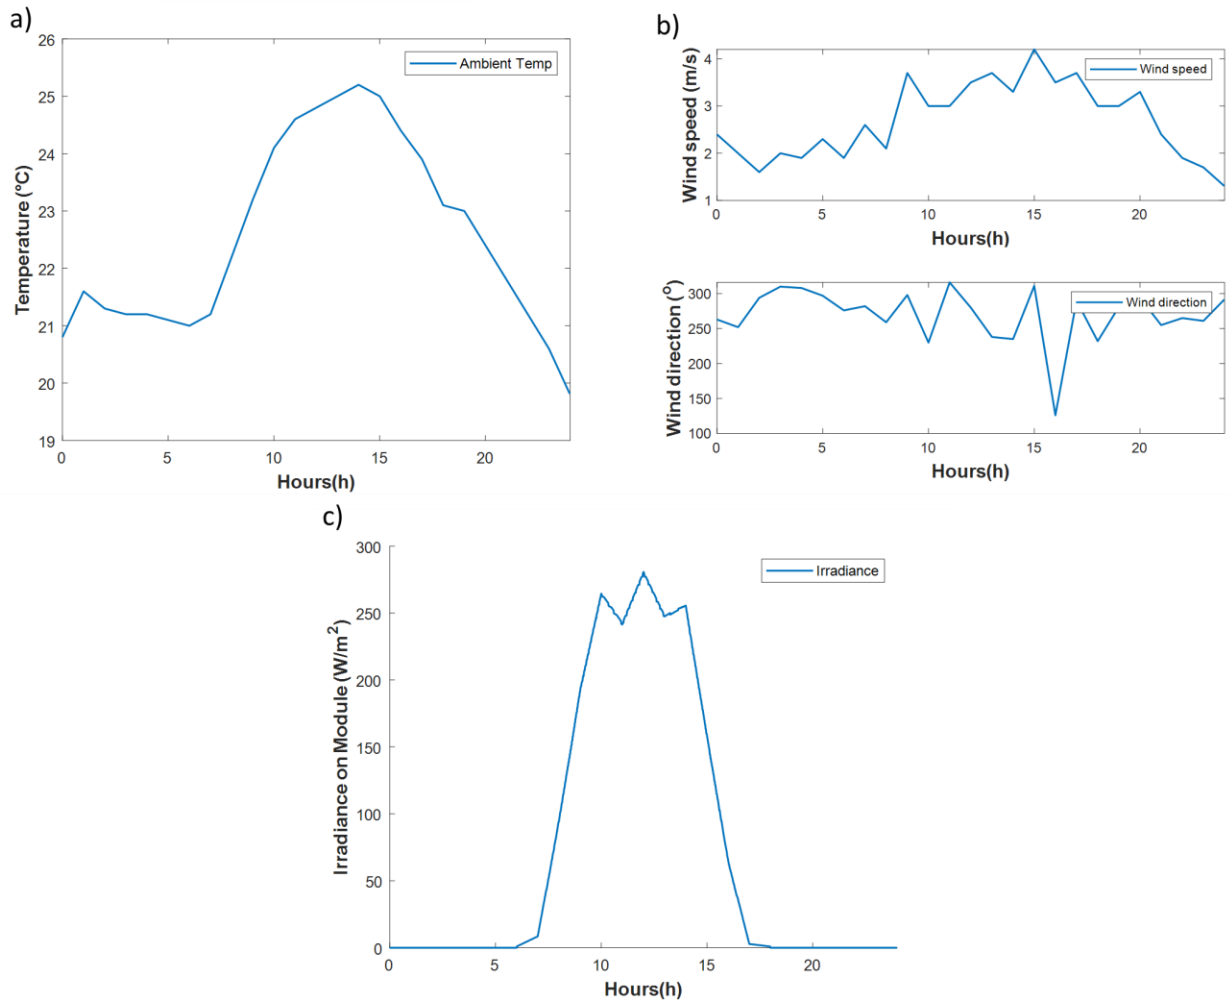 a)
26
25
24
23
22
21
20
19
Temperature (°C)
Ambient Temp
0 5 10 15 20
Hours(h)
b)
4
3
2
1
Wind speed (m/s)
Wind speed
0 5 10 15 20
Hours(h)
300
250
200
150
100
Wind direction (°)
Wind direction
0 5 10 15 20
Hours(h)
c)
300
250
200
150
100
50
0
Irradiance on Module (W/m²)
Irradiance
0 5 10 15 20
Hours(h)